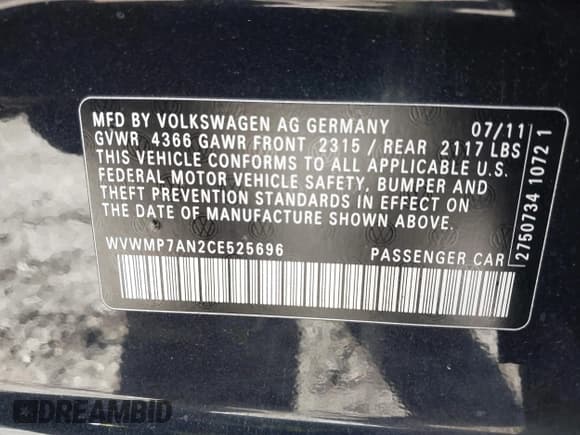 MFD BY VOLKSWAGEN AG GERMANY 07/11
GVWR 4366 GAWR FRONT 2315 / REAR 2117 LBS
THIS VEHICLE CONFORMS TO ALL APPLICABLE U.S.
FEDERAL MOTOR VEHICLE SAFETY, BUMPER AND
THEFT PREVENTION STANDARDS IN EFFECT ON
THE DATE OF MANUFACTURE SHOWN ABOVE.
WVWMP7AN2CE525696 PASSENGER CAR
2750734 1072 1
DREAMBID